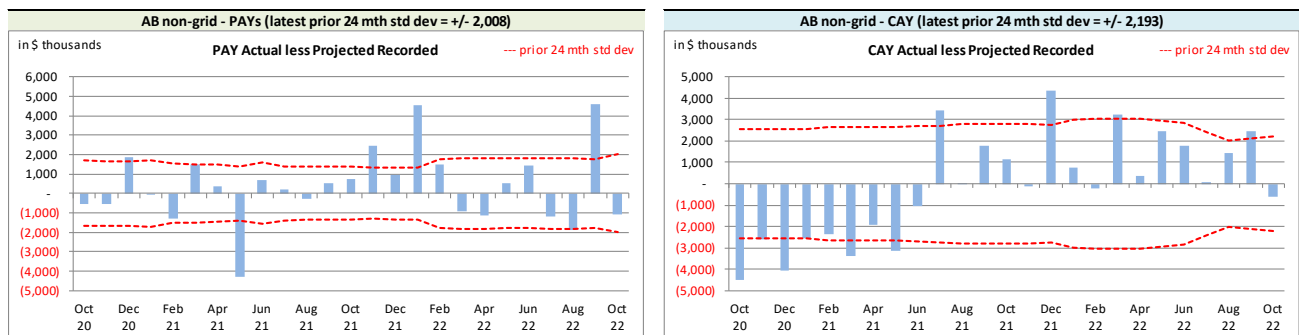 AB non-grid - PAYs (latest prior 24 mth std dev = +/- 2,008)
in $ thousands
PAY Actual less Projected Recorded
--- prior 24 mth std dev
6,000
5,000
4,000
3,000
2,000
1,000
-
(1,000)
(2,000)
(3,000)
(4,000)
(5,000)
Oct Dec Feb Apr Jun Aug Oct Dec Feb Apr Jun Aug Oct
20 20 21 21 21 21 21 21 22 22 22 22 22
AB non-grid - CAY (latest prior 24 mth std dev = +/- 2,193)
in $ thousands
CAY Actual less Projected Recorded
--- prior 24 mth std dev
5,000
4,000
3,000
2,000
1,000
-
(1,000)
(2,000)
(3,000)
(4,000)
(5,000)
Oct Dec Feb Apr Jun Aug Oct Dec Feb Apr Jun Aug Oct
20 20 21 21 21 21 21 21 22 22 22 22 22